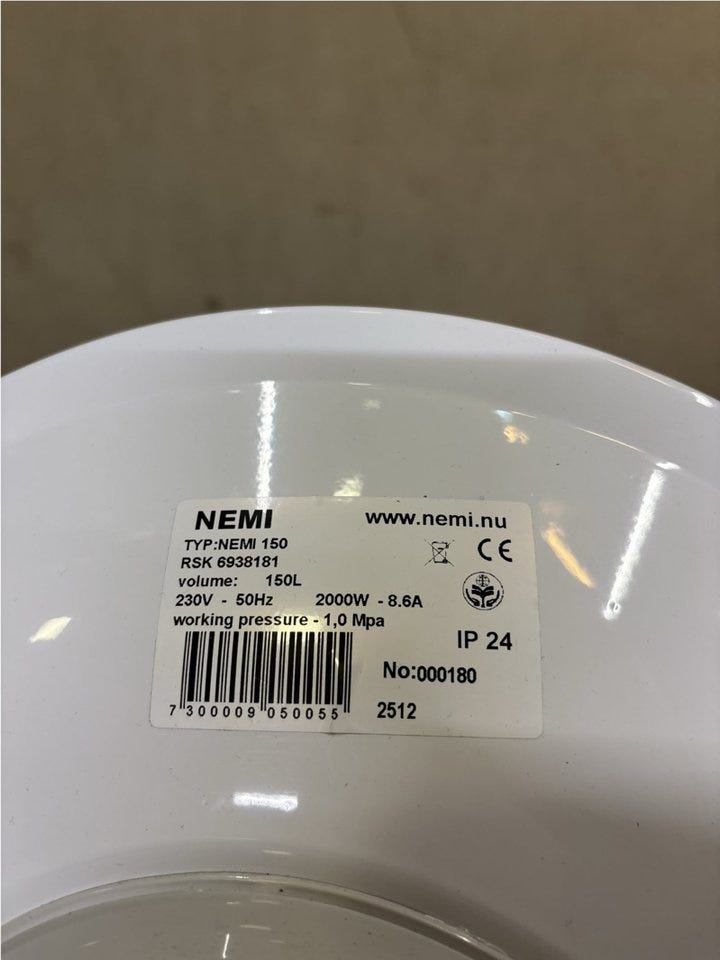 NEMI www.nemi.nu
TYP:NEMI 150
RSK 6938181
volume: 150L
230V - 50Hz 2000W - 8.6A
working pressure - 1,0 Mpa
IP 24
No:000180
7 300009 050055
2512